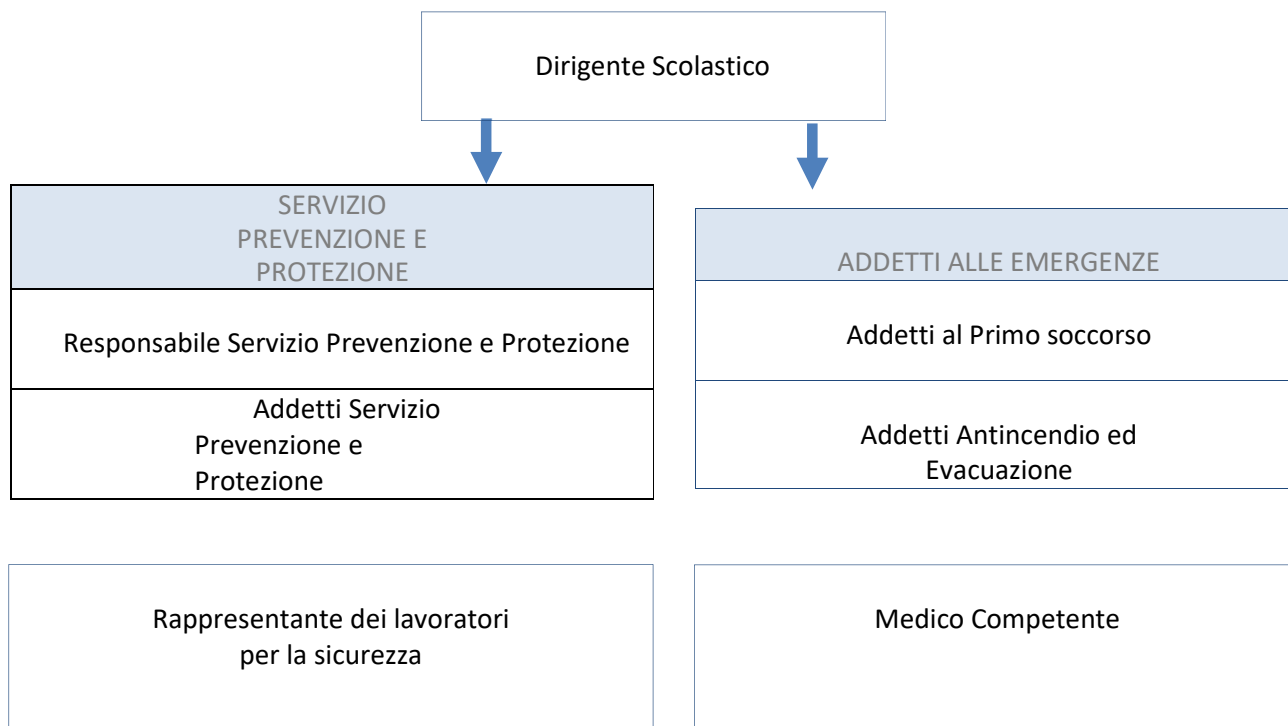 Dirigente Scolastico
SERVIZIO
PREVENZIONE E
PROTEZIONE
Responsabile Servizio Prevenzione e Protezione
Addetti Servizio
Prevenzione e
Protezione
ADDETTI ALLE EMERGENZE
Addetti al Primo soccorso
Addetti Antincendio ed
Evacuazione
Rappresentante dei lavoratori
per la sicurezza
Medico Competente